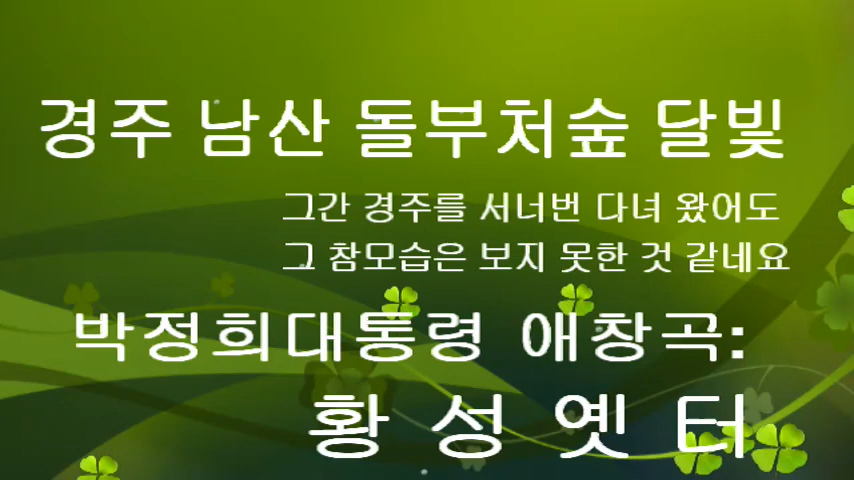 경주 남산 돌부처숲 달빛
그간 경주를 서너번 다녀 왔어도
그 참모습은 보지 못한 것 같네요
박정희대통령 애창곡:
황 성 옛 터